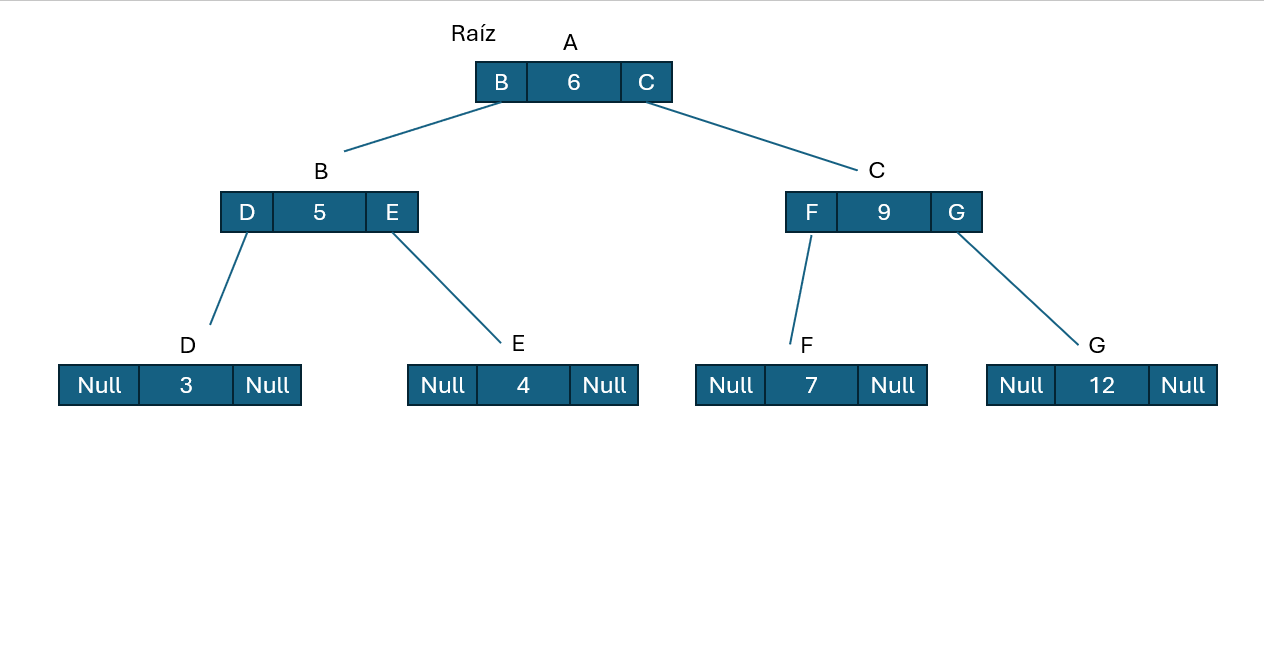 Raíz
A
B 6 C
B
C
D 5 E
F 9 G
D
E
F
G
Null 3 Null
Null 4 Null
Null 7 Null
Null 12 Null